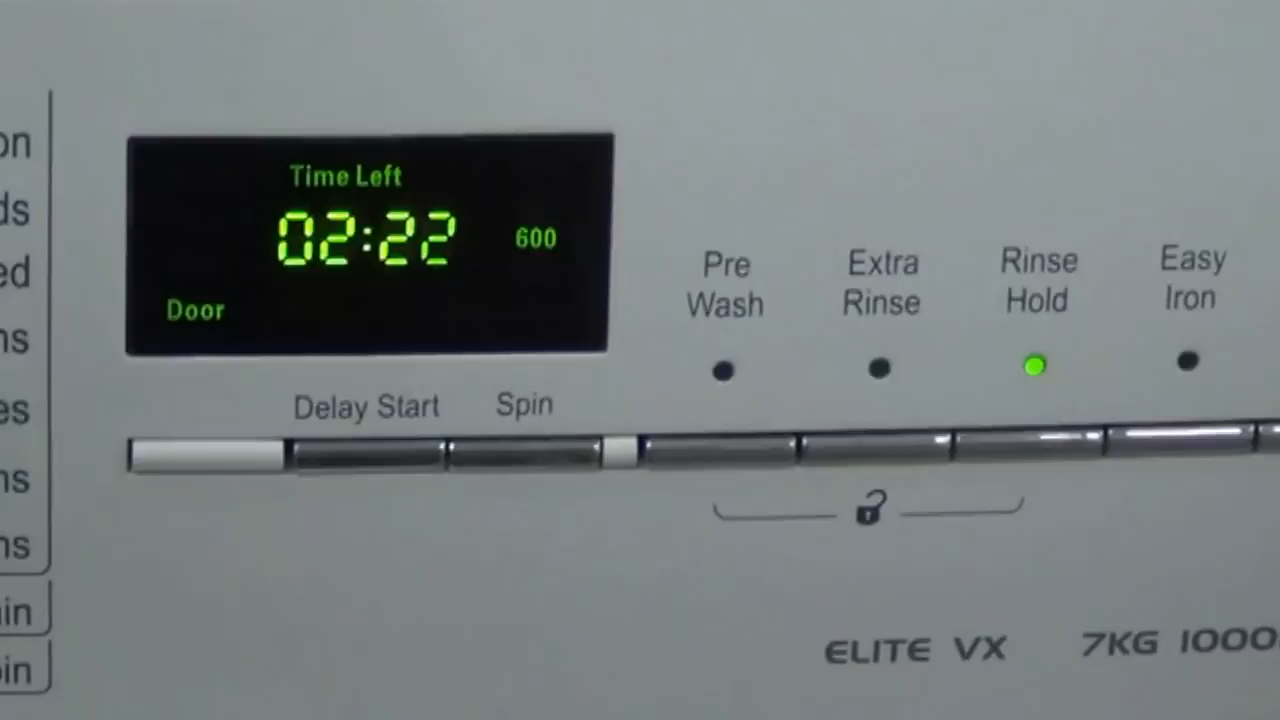 Time Left
02:22
600
Door
Delay Start
Spin
Pre
Wash
Extra
Rinse
Rinse
Hold
Easy
Iron
ELITE VX
7KG 1000